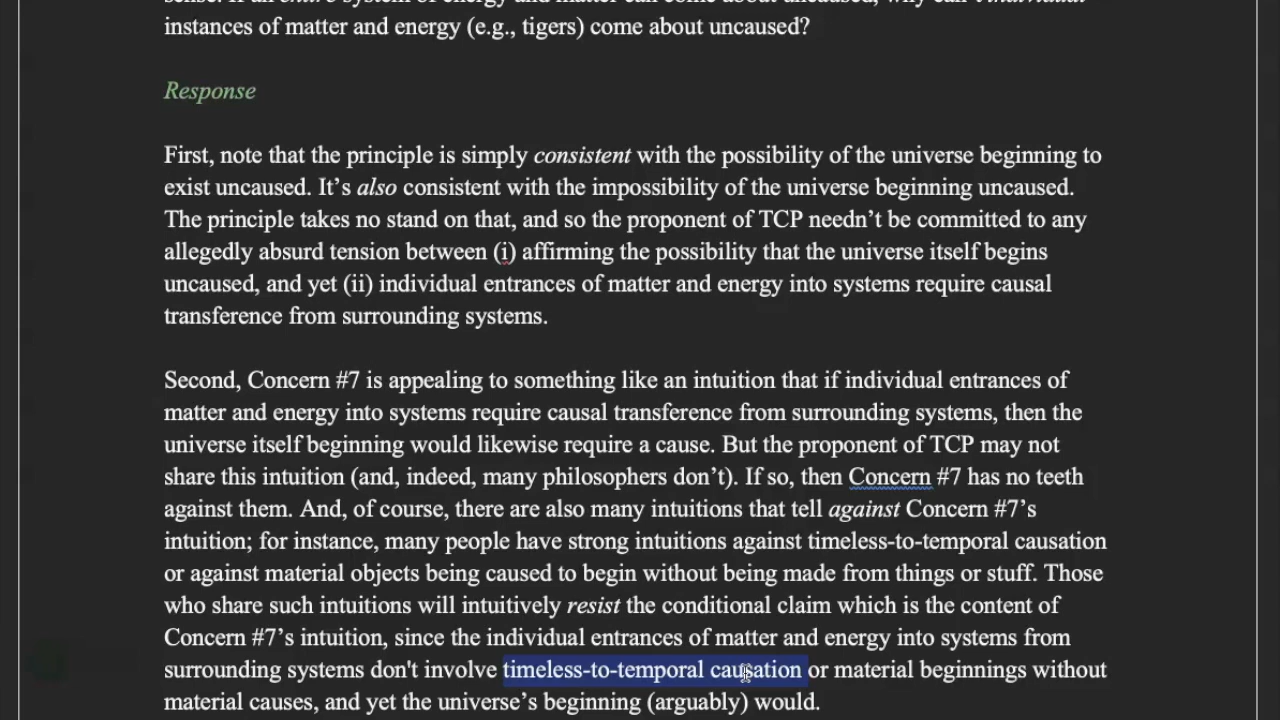 instances of matter and energy (e.g., tigers) come about uncaused?
Response
First, note that the principle is simply consistent with the possibility of the universe beginning to
exist uncaused. It’s also consistent with the impossibility of the universe beginning uncaused.
The principle takes no stand on that, and so the proponent of TCP needn’t be committed to any
allegedly absurd tension between (i) affirming the possibility that the universe itself begins
uncaused, and yet (ii) individual entrances of matter and energy into systems require causal
transference from surrounding systems.
Second, Concern #7 is appealing to something like an intuition that if individual entrances of
matter and energy into systems require causal transference from surrounding systems, then the
universe itself beginning would likewise require a cause. But the proponent of TCP may not
share this intuition (and, indeed, many philosophers don’t). If so, then Concern #7 has no teeth
against them. And, of course, there are also many intuitions that tell against Concern #7’s
intuition; for instance, many people have strong intuitions against timeless-to-temporal causation
or against material objects being caused to begin without being made from things or stuff. Those
who share such intuitions will intuitively resist the conditional claim which is the content of
Concern #7’s intuition, since the individual entrances of matter and energy into systems from
surrounding systems don't involve timeless-to-temporal causation or material beginnings without
material causes, and yet the universe’s beginning (arguably) would.